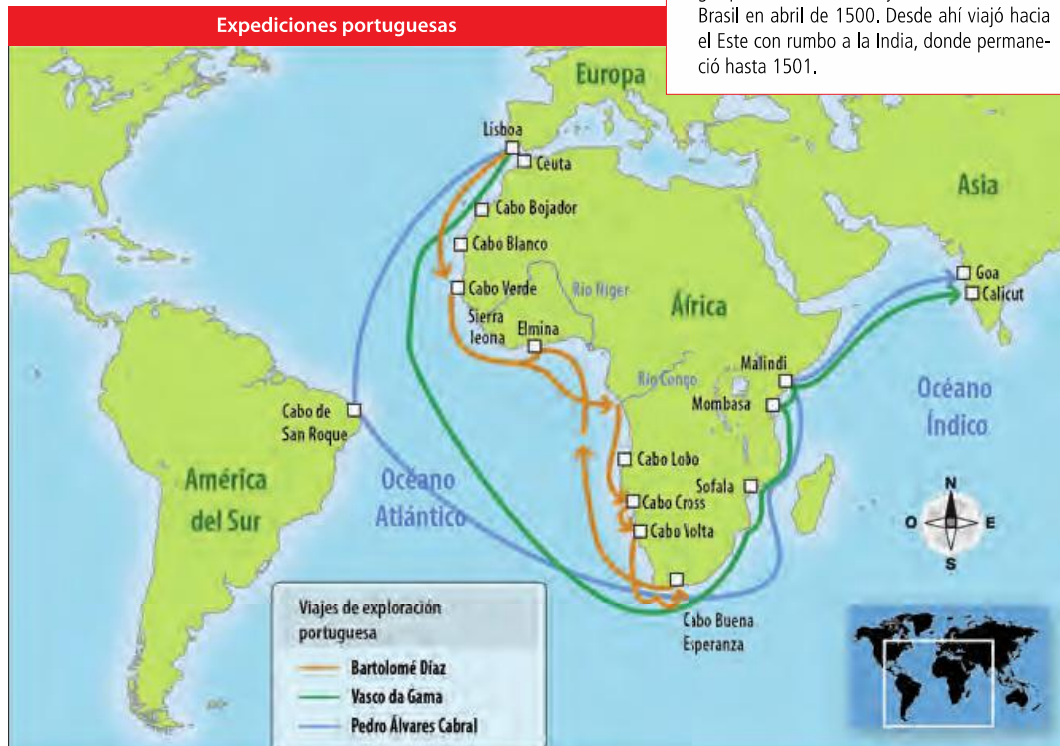 Brasil en abril de 1500. Desde ahí viajó hacia
el Este con rumbo a la India, donde permane-
ció hasta 1501.
Expediciones portuguesas
Europa
Lisboa
Ceuta
Asia
Cabo Bojador
Cabo Blanco
Goa
Cabo Verde
Río Niger
Calicut
África
Sierra
leona
Elmina
Malindi
Río Congo
Mombasa
Océano
Índico
Cabo de
San Roque
Cabo Lobo
América
del Sur
Océano
Atlántico
Sofala
Cabo Cross
Cabo Volta
N
O
E
S
Cabo Buena
Esperanza
Viajes de exploración
portuguesa
Bartolomé Díaz
Vasco da Gama
Pedro Álvares Cabral